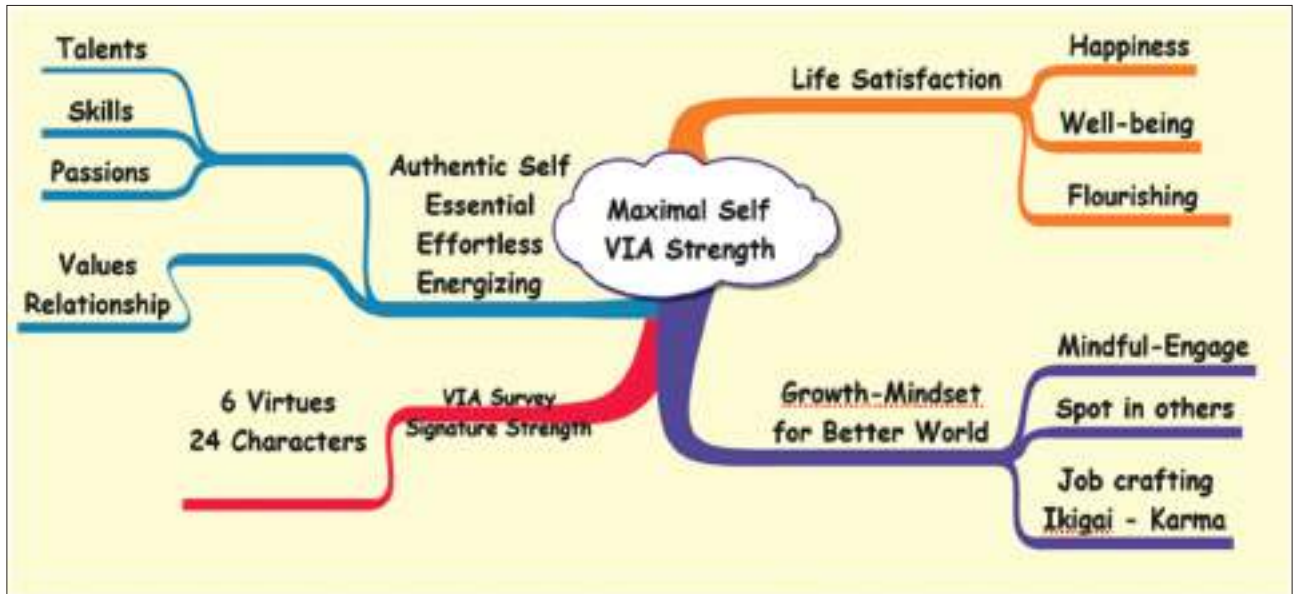 Talents
Skills
Passions
Values
Relationship
Authentic Self
Essential
Effortless
Energizing
6 Virtues
24 Characters
VIA Survey
Signature Strength
Maximal Self
VIA Strength
Life Satisfaction
Happiness
Well-being
Flourishing
Growth-Mindset
for Better World
Mindful-Engage
Spot in others
Job crafting
Ikigai - Karma